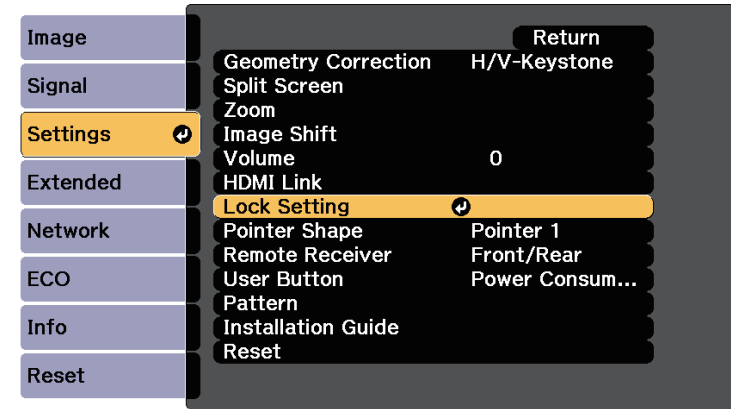 Image
Signal
Settings
Extended
Network
ECO
Info
Reset
Return
Geometry Correction H/V-Keystone
Split Screen
Zoom
Image Shift
Volume 0
HDMI Link
Lock Setting
Pointer Shape Pointer 1
Remote Receiver Front/Rear
User Button Power Consum...
Pattern
Installation Guide
Reset